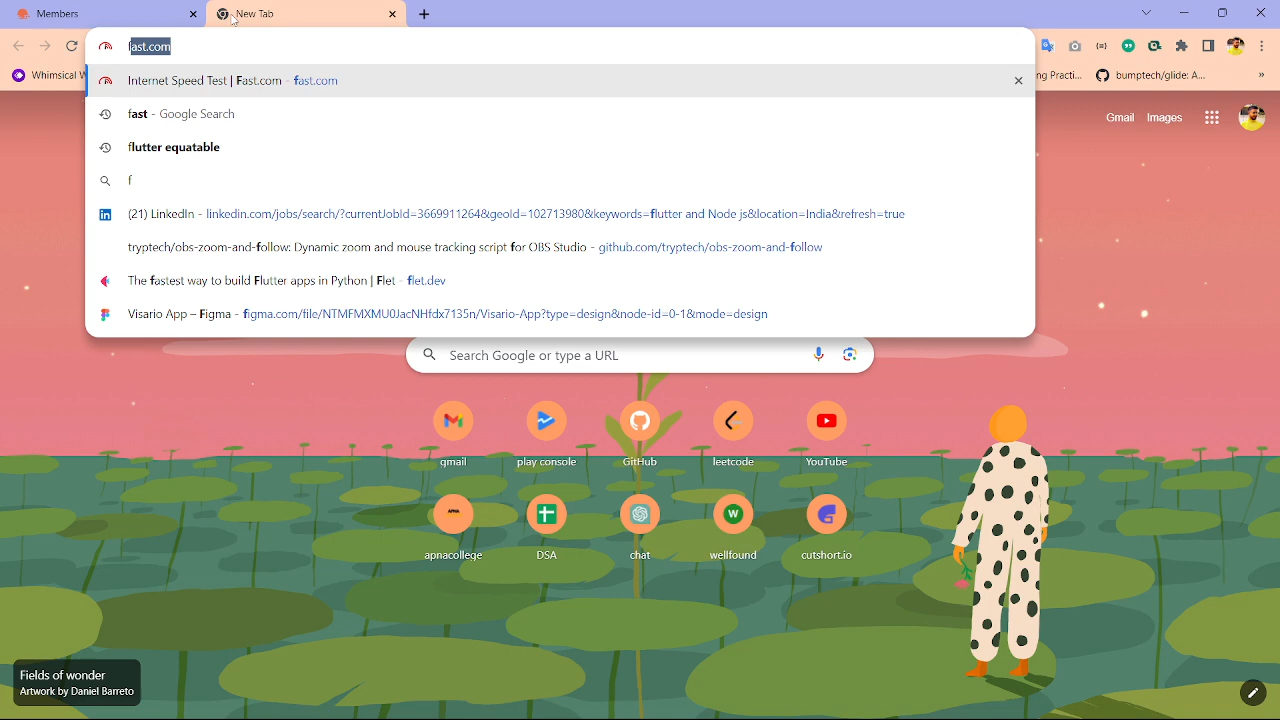 Members
New Tab
fast.com
Whimsical W
ng Practi...
bumptech/glide: A...
»
Internet Speed Test | Fast.com - fast.com
fast - Google Search
flutter equatable
f
(21) LinkedIn - linkedin.com/jobs/search/?currentJobId=3669911264&geoId=102713980&keywords=flutter and Node js&location=India&refresh=true
tryptech/obs-zoom-and-follow: Dynamic zoom and mouse tracking script for OBS Studio - github.com/tryptech/obs-zoom-and-follow
The fastest way to build Flutter apps in Python | Flet - flet.dev
Visario App – Figma - figma.com/file/NTMFMXMU0JacNHfdx7135n/Visario-App?type=design&node-id=0-1&mode=design
Gmail Images
Search Google or type a URL
gmail play console GitHub leetcode YouTube
APNA
W
apnacollege DSA chat wellfound cutshort.io
Fields of wonder
Artwork by Daniel Barreto